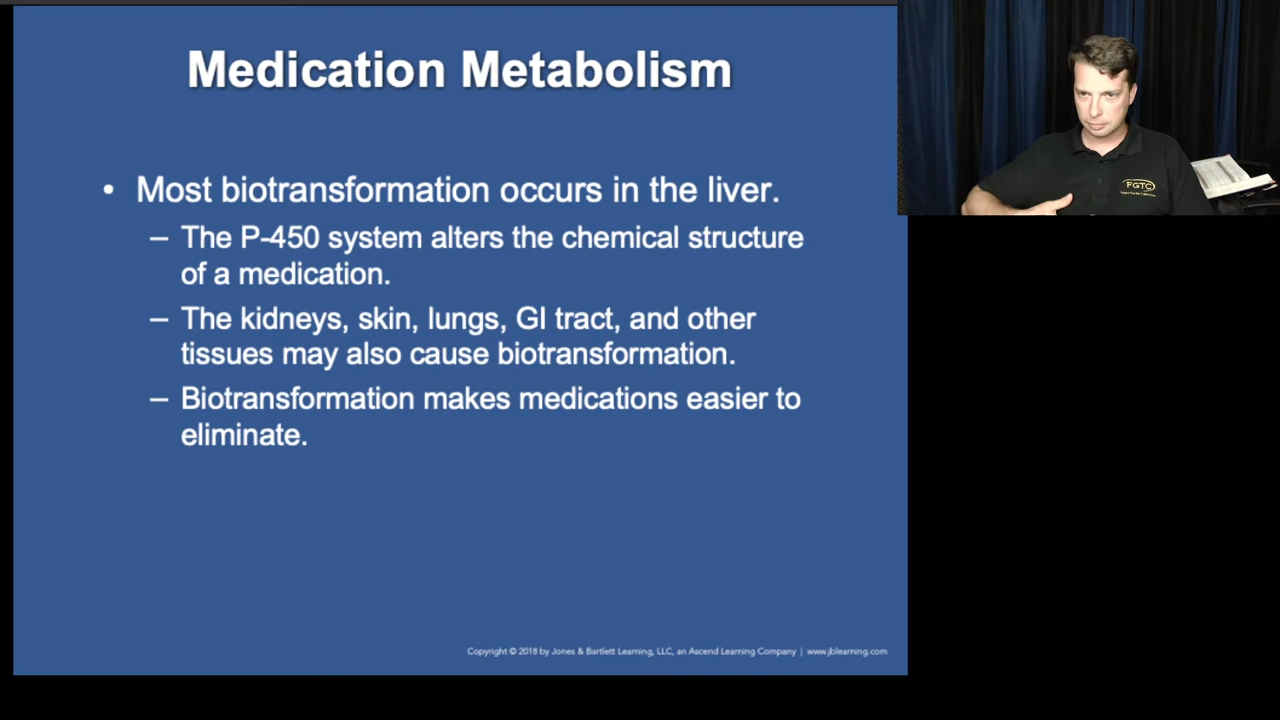 Medication Metabolism
• Most biotransformation occurs in the liver.
– The P-450 system alters the chemical structure
of a medication.
– The kidneys, skin, lungs, GI tract, and other
tissues may also cause biotransformation.
– Biotransformation makes medications easier to
eliminate.
Copyright © 2018 by Jones & Bartlett Learning, LLC, an Ascend Learning Company | www.jblearning.com
FGTC